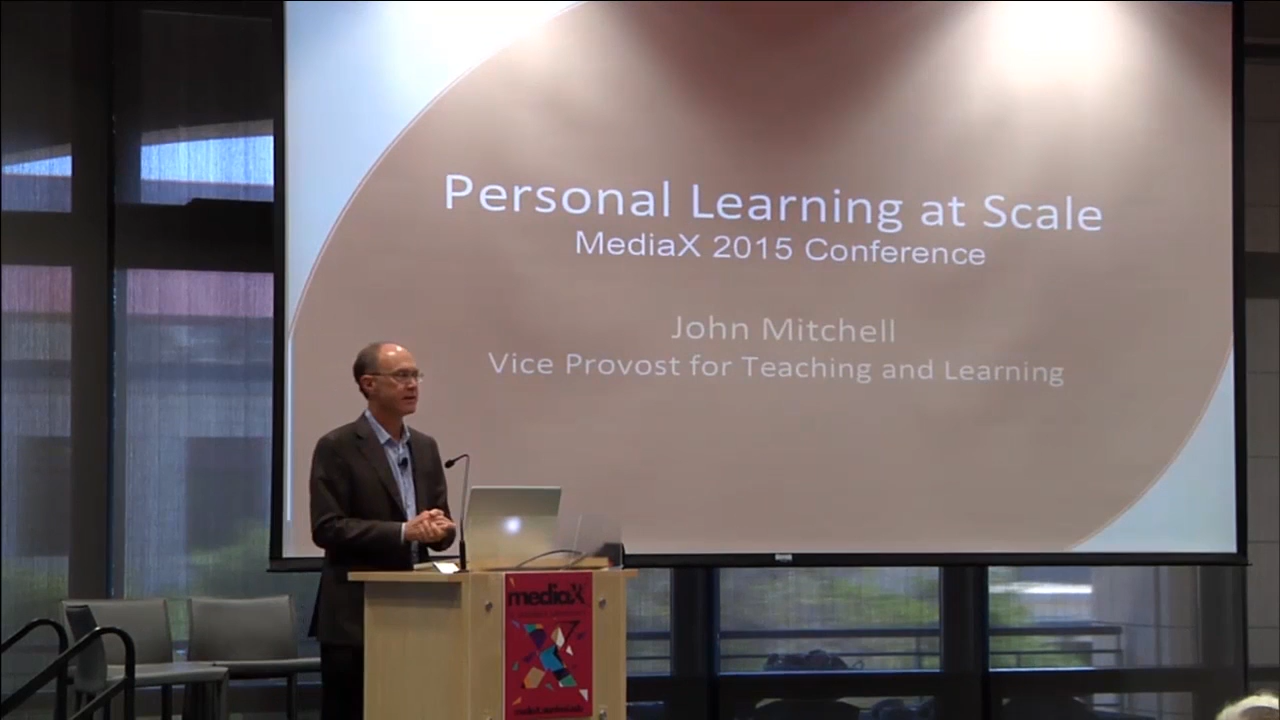 Personal Learning at Scale
MediaX 2015 Conference
John Mitchell
Vice Provost for Teaching and Learning
mediaX